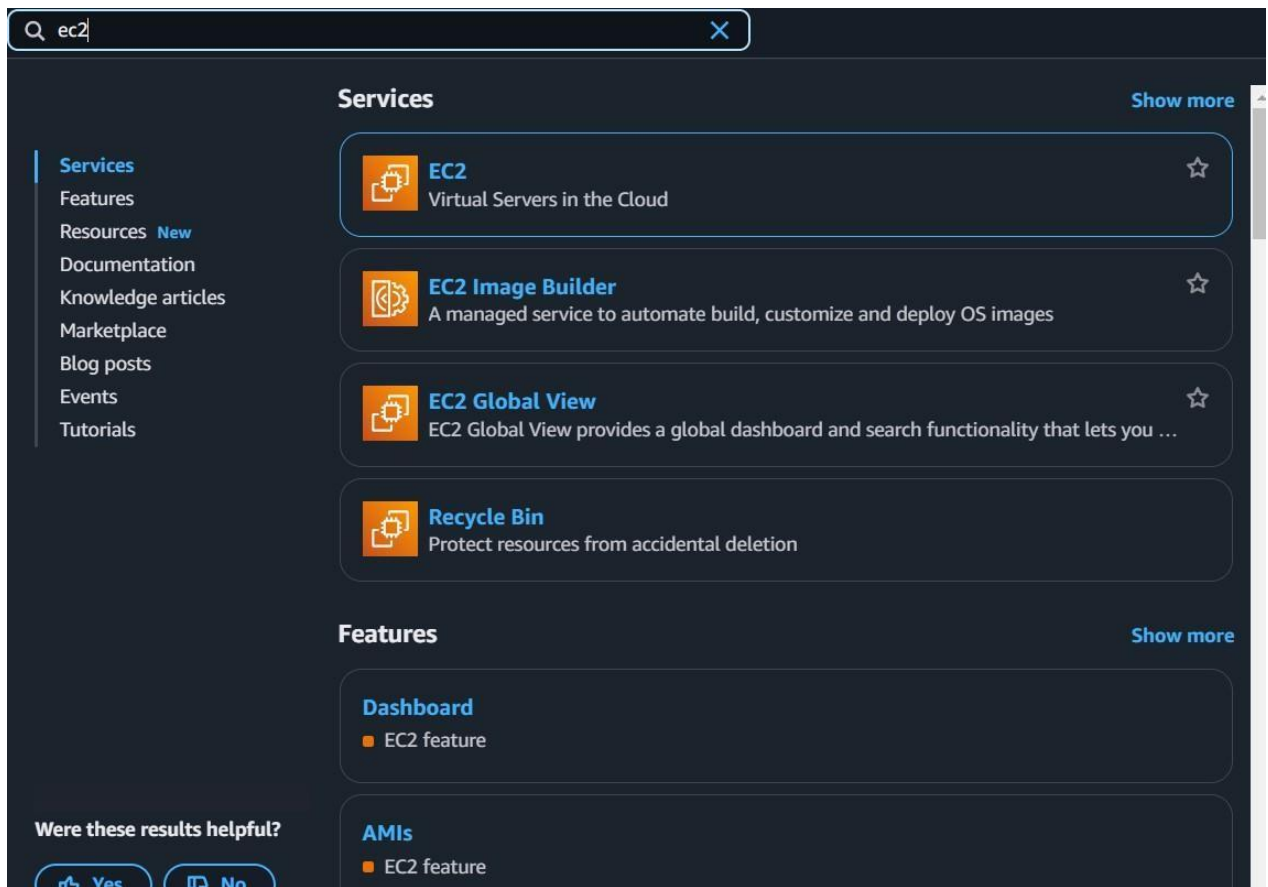 ec2
Services
Show more
Services
Features
Resources New
Documentation
Knowledge articles
Marketplace
Blog posts
Events
Tutorials
EC2
Virtual Servers in the Cloud
EC2 Image Builder
A managed service to automate build, customize and deploy OS images
EC2 Global View
EC2 Global View provides a global dashboard and search functionality that lets you ...
Recycle Bin
Protect resources from accidental deletion
Features
Show more
Dashboard
EC2 feature
AMIs
EC2 feature
Were these results helpful?
Yes
No